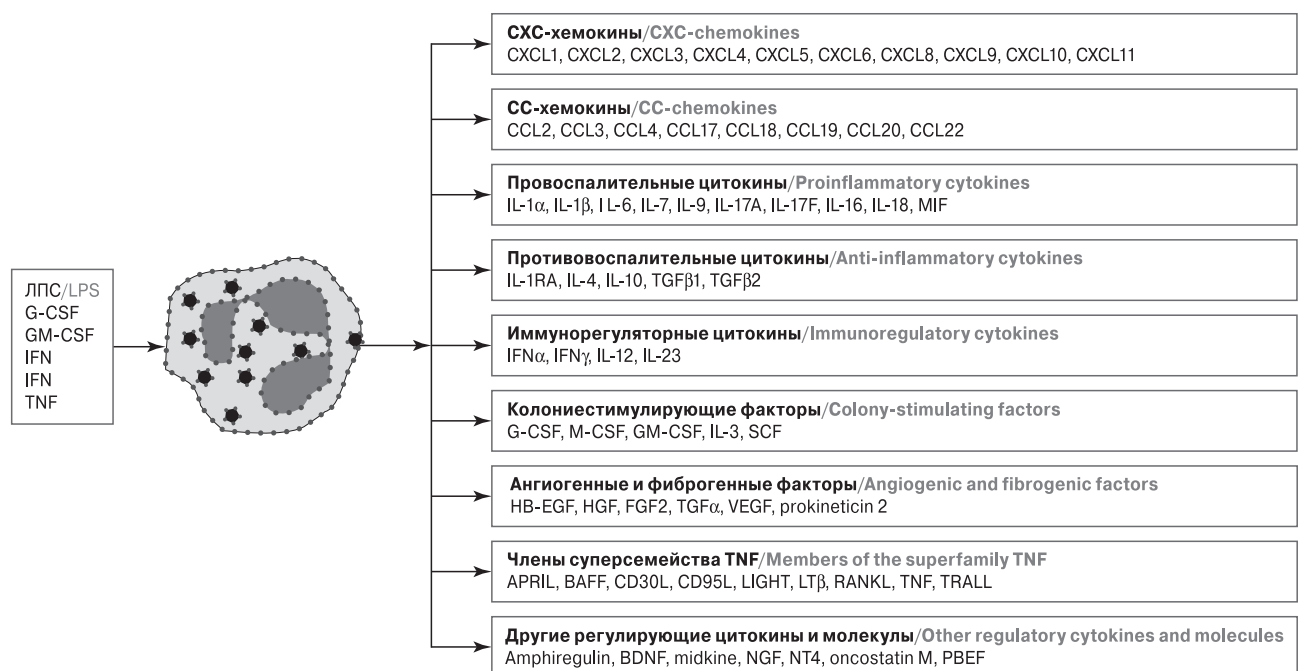 ЛПС/LPS
G-CSF
GM-CSF
IFN
IFN
TNF
CXC-хемокины/CXC-chemokines
CXCL1, CXCL2, CXCL3, CXCL4, CXCL5, CXCL6, CXCL8, CXCL9, CXCL10, CXCL11
CC-хемокины/CC-chemokines
CCL2, CCL3, CCL4, CCL17, CCL18, CCL19, CCL20, CCL22
Провоспалительные цитокины/Proinflammatory cytokines
IL-1α, IL-1β, I L-6, IL-7, IL-9, IL-17A, IL-17F, IL-16, IL-18, MIF
Противовоспалительные цитокины/Anti-inflammatory cytokines
IL-1RA, IL-4, IL-10, TGFβ1, TGFβ2
Иммунорегуляторные цитокины/Immunoregulatory cytokines
IFNα, IFNγ, IL-12, IL-23
Колониестимулирующие факторы/Colony-stimulating factors
G-CSF, M-CSF, GM-CSF, IL-3, SCF
Ангиогенные и фиброгенные факторы/Angiogenic and fibrogenic factors
HB-EGF, HGF, FGF2, TGFα, VEGF, prokineticin 2
Члены суперсемейства TNF/Members of the superfamily TNF
APRIL, BAFF, CD30L, CD95L, LIGHT, LTβ, RANKL, TNF, TRALL
Другие регулирующие цитокины и молекулы/Other regulatory cytokines and molecules
Amphiregulin, BDNF, midkine, NGF, NT4, oncostatin M, PBEF